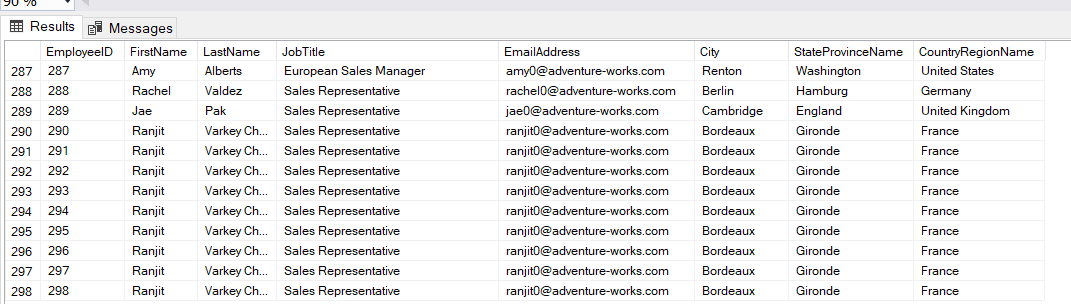 90 %
Results Messages
EmployeeID FirstName LastName JobTitle EmailAddress City StateProvinceName CountryRegionName
287 287 Amy Alberts European Sales Manager amy0@adventure-works.com Renton Washington United States
288 288 Rachel Valdez Sales Representative rachel0@adventure-works.com Berlin Hamburg Germany
289 289 Jae Pak Sales Representative jae0@adventure-works.com Cambridge England United Kingdom
290 290 Ranjit Varkey Ch... Sales Representative ranjit0@adventure-works.com Bordeaux Gironde France
291 291 Ranjit Varkey Ch... Sales Representative ranjit0@adventure-works.com Bordeaux Gironde France
292 292 Ranjit Varkey Ch... Sales Representative ranjit0@adventure-works.com Bordeaux Gironde France
293 293 Ranjit Varkey Ch... Sales Representative ranjit0@adventure-works.com Bordeaux Gironde France
294 294 Ranjit Varkey Ch... Sales Representative ranjit0@adventure-works.com Bordeaux Gironde France
295 295 Ranjit Varkey Ch... Sales Representative ranjit0@adventure-works.com Bordeaux Gironde France
296 296 Ranjit Varkey Ch... Sales Representative ranjit0@adventure-works.com Bordeaux Gironde France
297 297 Ranjit Varkey Ch... Sales Representative ranjit0@adventure-works.com Bordeaux Gironde France
298 298 Ranjit Varkey Ch... Sales Representative ranjit0@adventure-works.com Bordeaux Gironde France